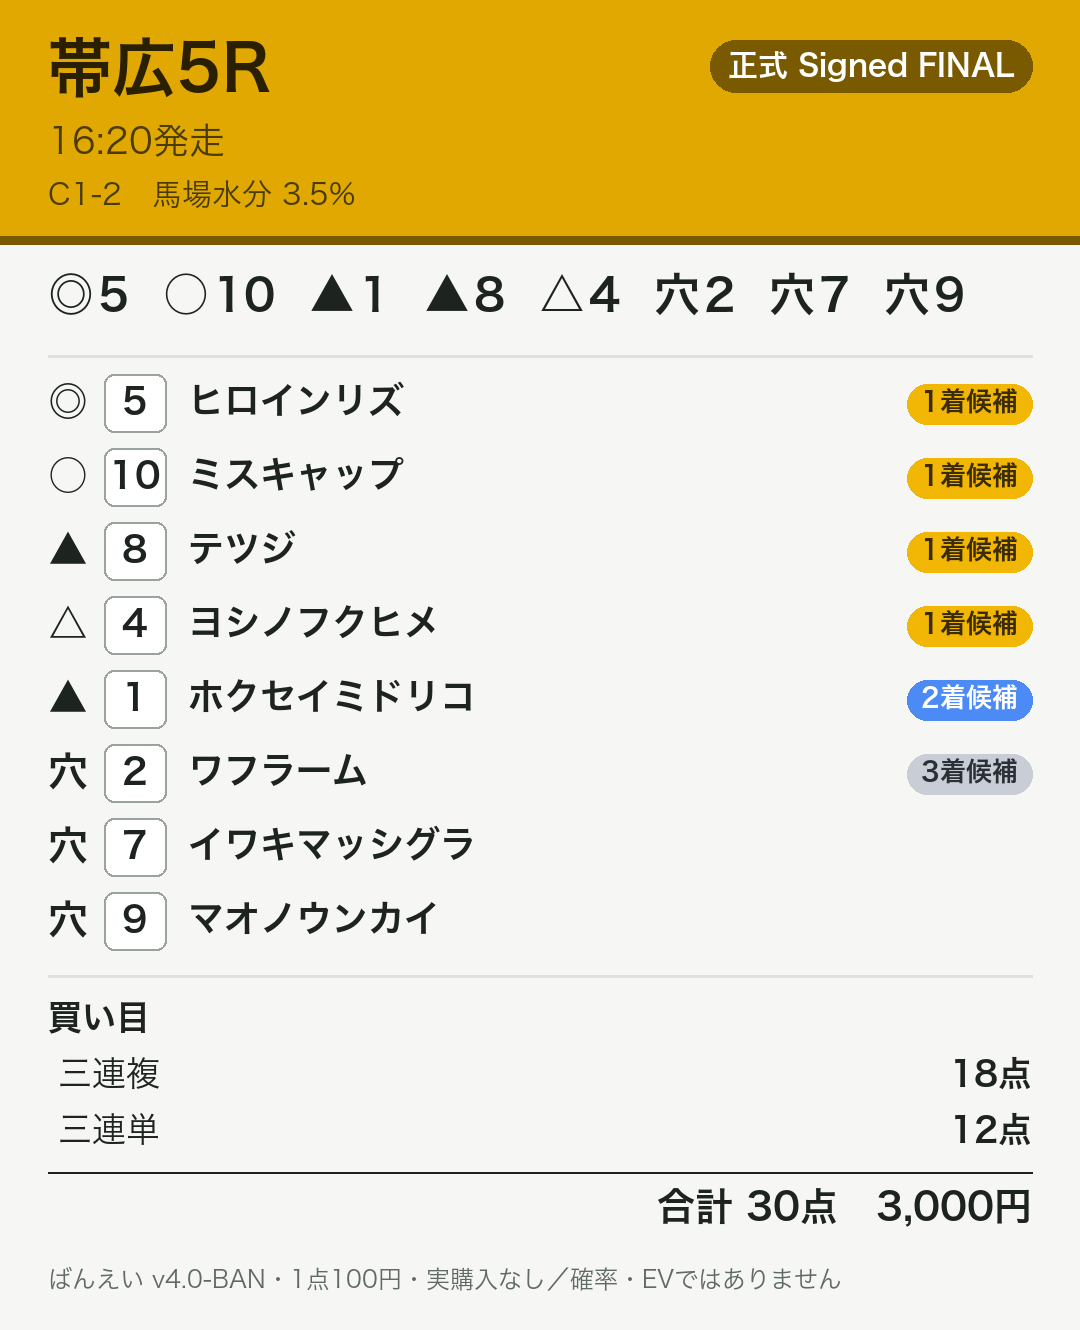 帯広5R
正式 Signed FINAL
16:20発走
C1-2　馬場水分 3.5%
◎5 ○10 ▲1 ▲8 △4 穴2 穴7 穴9
◎ 5 ヒロインリズ 1着候補
○ 10 ミスキャップ 1着候補
▲ 8 テツジ 1着候補
△ 4 ヨシノフクヒメ 1着候補
▲ 1 ホクセイミドリコ 2着候補
穴 2 ワフラーム 3着候補
穴 7 イワキマッシグラ
穴 9 マオノウンカイ
買い目
三連複 18点
三連単 12点
合計 30点　3,000円
ばんえい v4.0-BAN・1点100円・実購入なし／確率・EVではありません